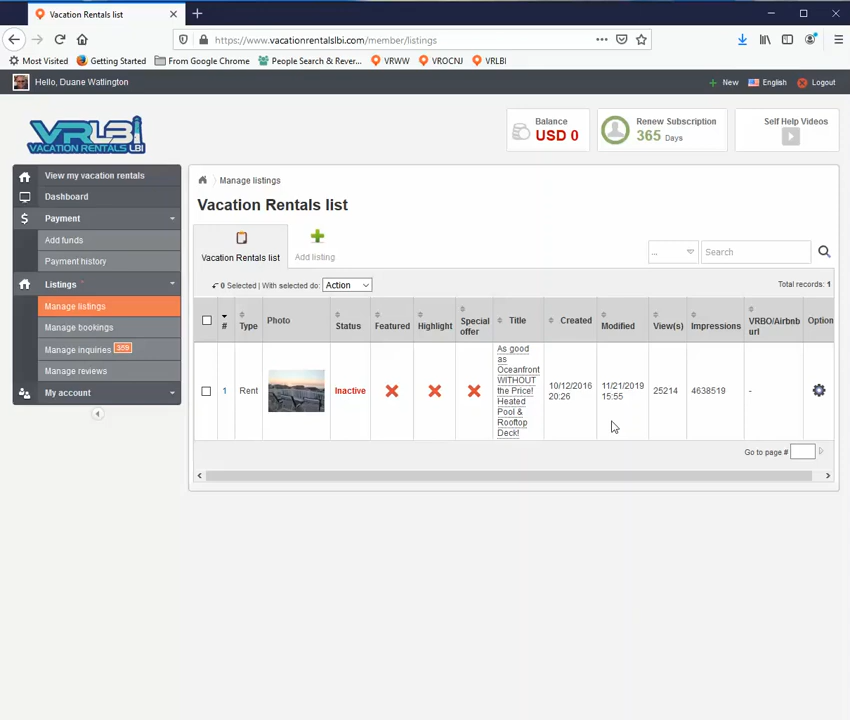 Vacation Rentals list
https://www.vacationrentalslbi.com/member/listings
Most Visited
Getting Started
From Google Chrome
People Search & Rever...
VRWW
VROCNJ
VRLBI
Hello, Duane Watlington
New
English
Logout
VRLBI
VACATION RENTALS LBI
Balance
USD 0
Renew Subscription
365 Days
Self Help Videos
View my vacation rentals
Dashboard
$ Payment
Add funds
Payment history
Listings
Manage listings
Manage bookings
Manage inquiries 389
Manage reviews
My account
Manage listings
Vacation Rentals list
Vacation Rentals list
Add listing
...
Search
0 Selected | With selected do:
Action
Total records: 1
#
Type
Photo
Status
Featured
Highlight
Special
offer
Title
Created
Modified
View(s)
Impressions
VRBO/Airbnb
url
Option
1
Rent
Inactive
As good
as
Oceanfront
WITHOUT
the Price!
Heated
Pool &
Rooftop
Deck!
10/12/2016
20:26
11/21/2019
15:55
25214
4638519
-
Go to page #